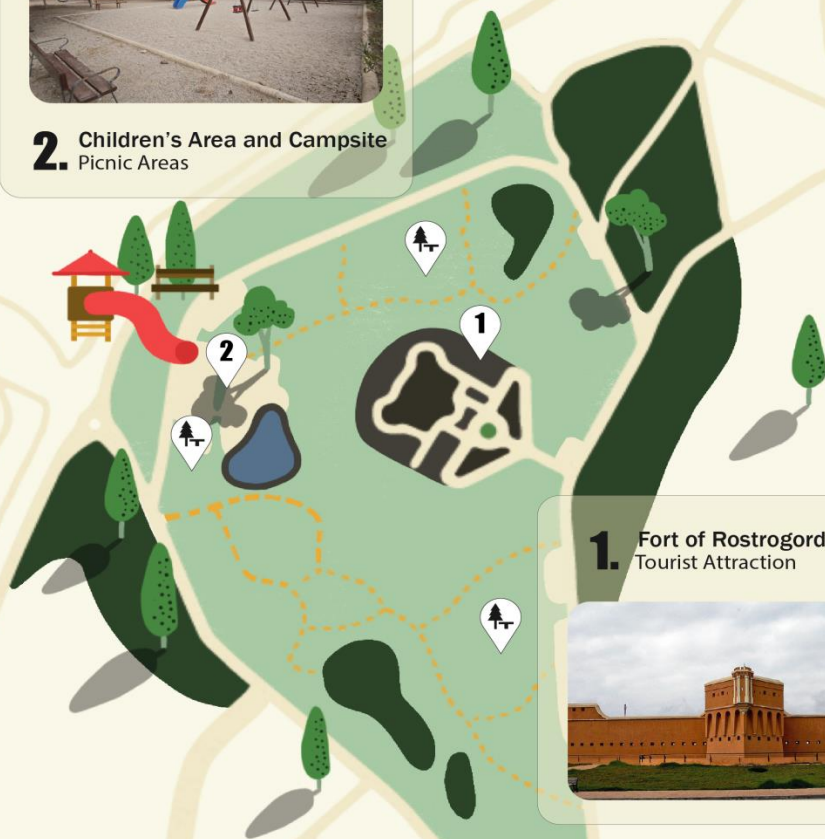 2. Children's Area and Campsite
Picnic Areas
1
2
1. Fort of Rostrogord
Tourist Attraction